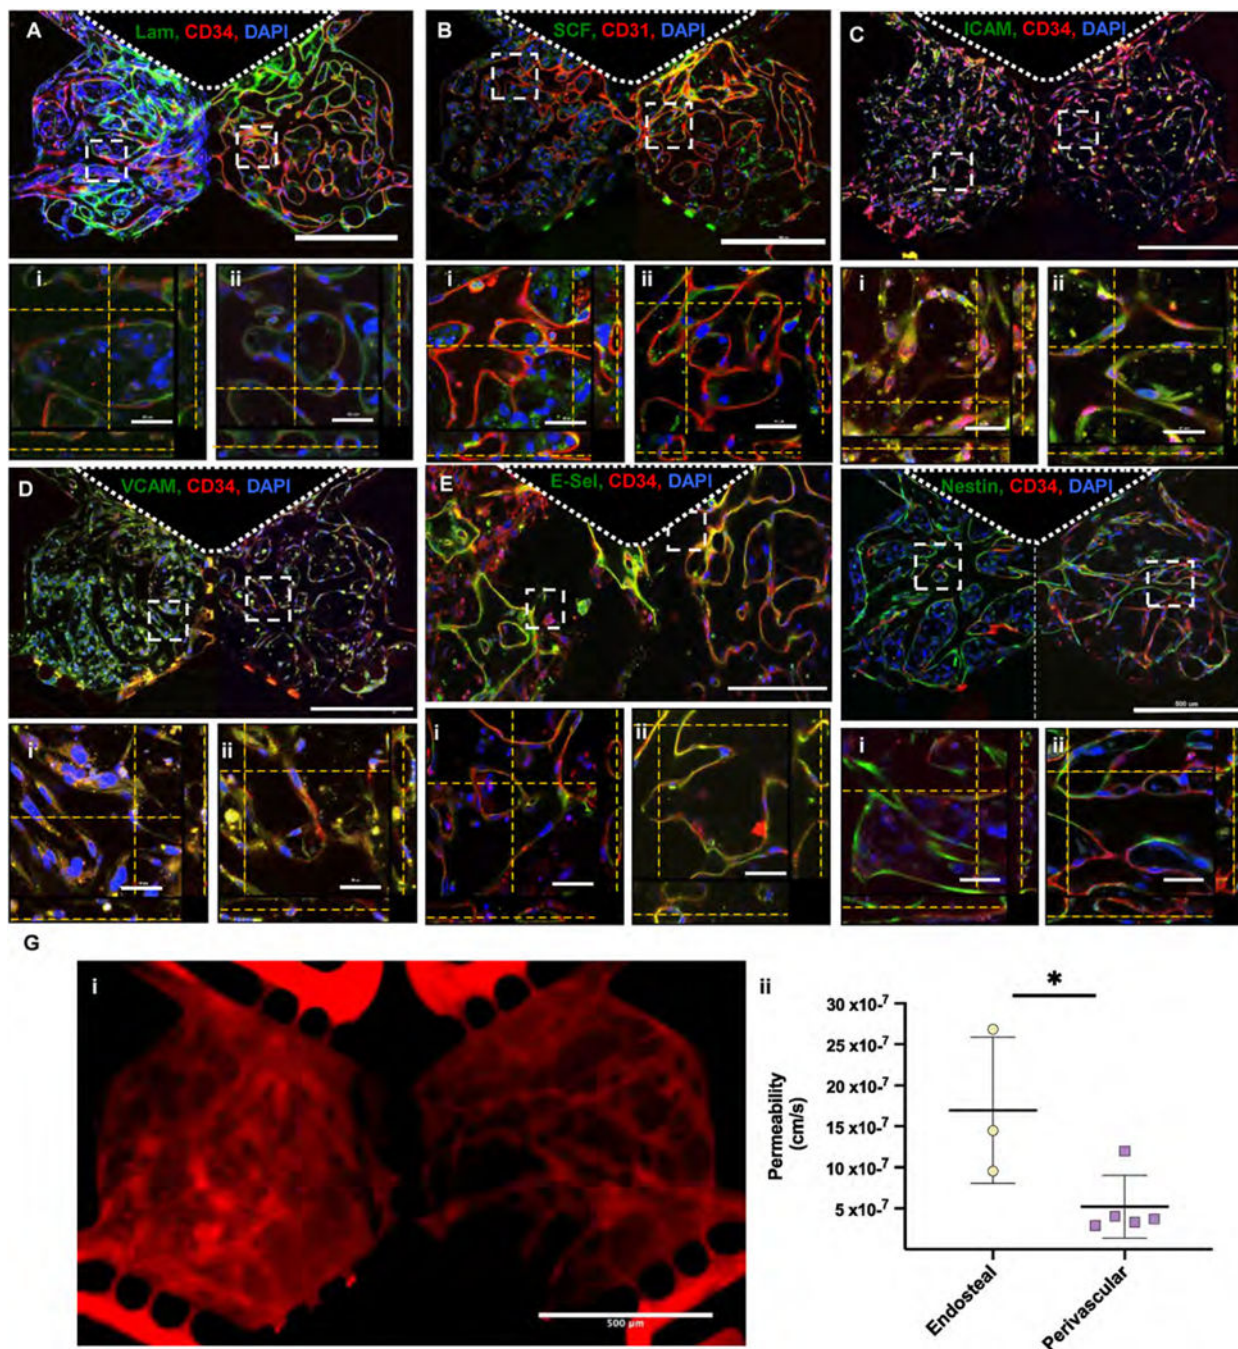 A Lam, CD34, DAPI
B SCF, CD31, DAPI
C ICAM, CD34, DAPI
i
ii
i
ii
i
ii
D VCAM, CD34, DAPI
E E-Sel, CD34, DAPI
Nestin, CD34, DAPI
500 um
i
ii
i
ii
i
ii
G
i
500 µm
ii
*
30 x10-7
25 x10-7
20 x10-7
15 x10-7
10 x10-7
5 x10-7
Permeability
(cm/s)
Endosteal
Perivascular